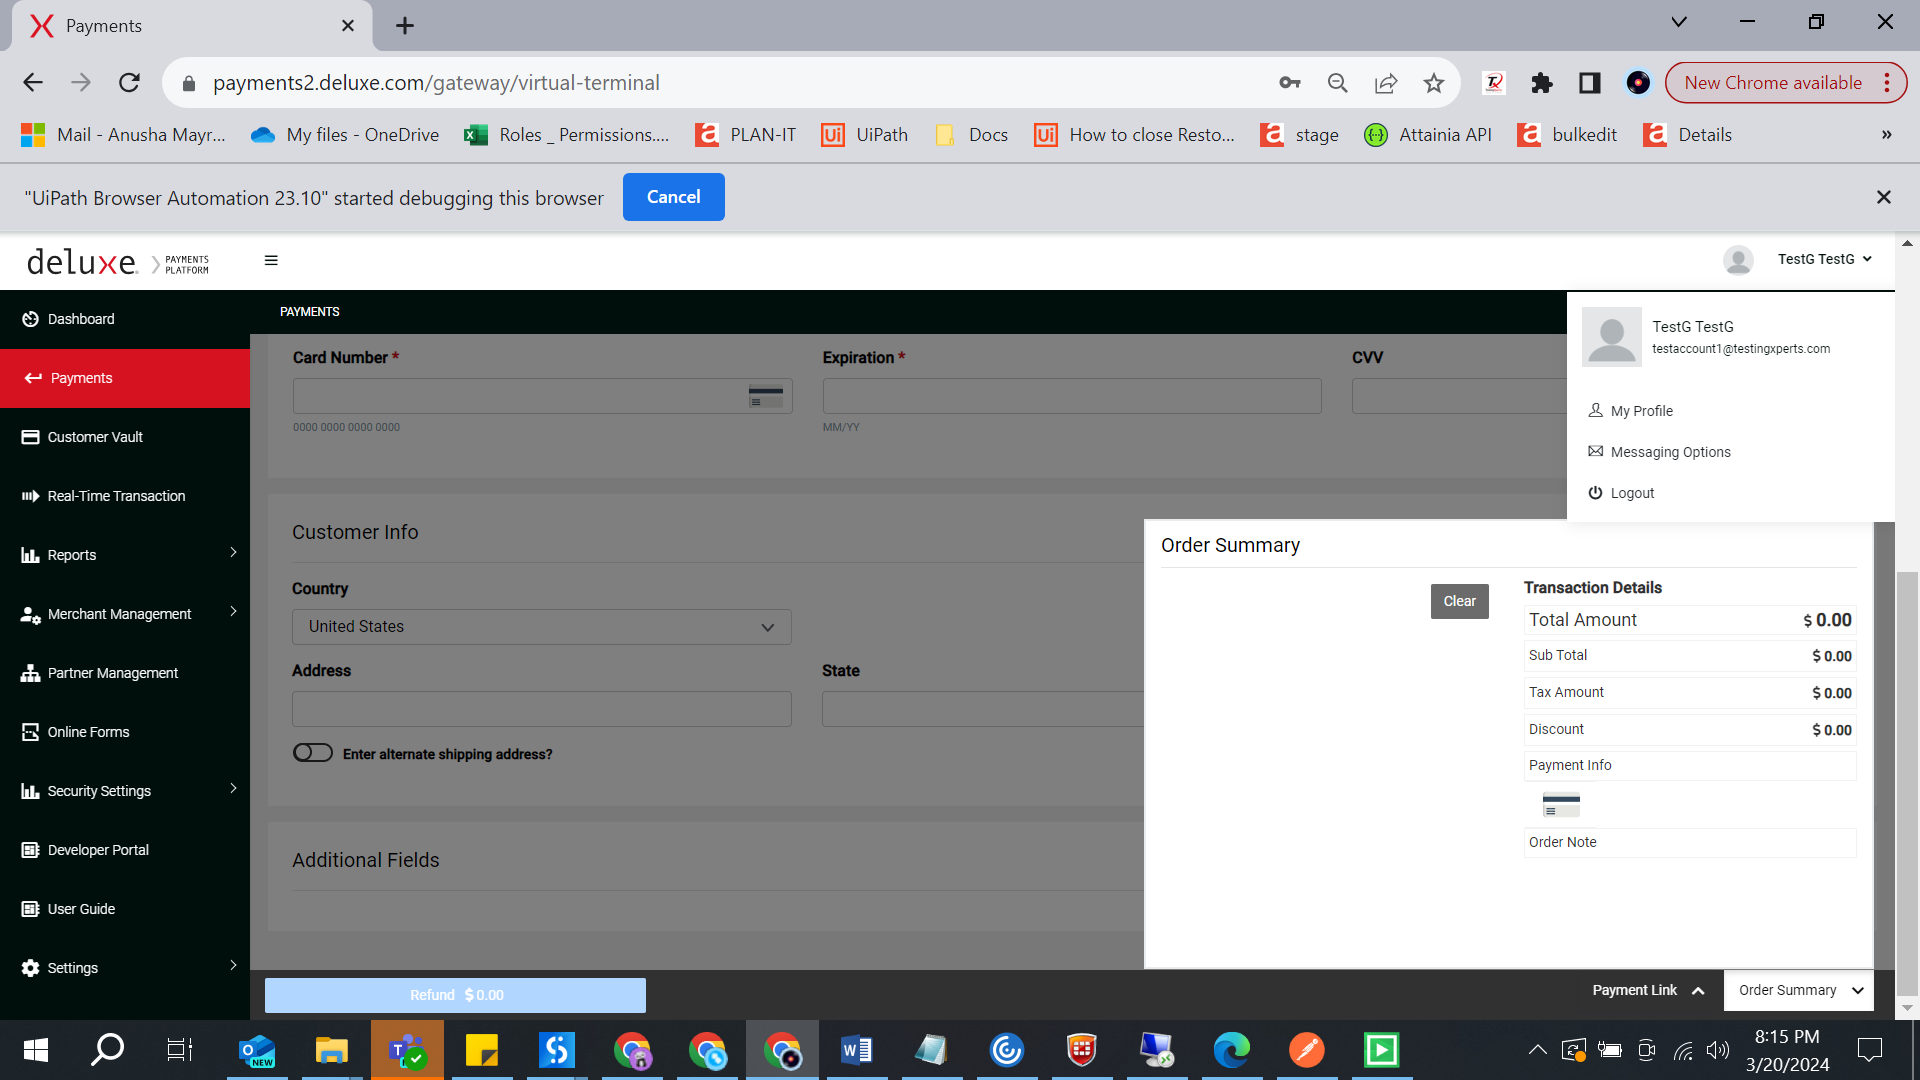 Payments
payments2.deluxe.com/gateway/virtual-terminal
New Chrome available
Mail - Anusha Mayr...
My files - OneDrive
Roles _ Permissions....
PLAN-IT
UiPath
Docs
How to close Resto...
stage
Attainia API
bulkedit
Details
»
"UiPath Browser Automation 23.10" started debugging this browser
Cancel
deluxe. PAYMENTS PLATFORM
TestG TestG
Dashboard
Payments
Customer Vault
Real-Time Transaction
Reports
Merchant Management
Partner Management
Online Forms
Security Settings
Developer Portal
User Guide
Settings
PAYMENTS
Card Number *
0000 0000 0000 0000
Expiration *
MM/YY
CVV
TestG TestG
testaccount1@testingxperts.com
My Profile
Messaging Options
Logout
Customer Info
Country
United States
Address
State
Enter alternate shipping address?
Additional Fields
Order Summary
Clear
Transaction Details
Total Amount $ 0.00
Sub Total $ 0.00
Tax Amount $ 0.00
Discount $ 0.00
Payment Info
Order Note
Refund $ 0.00
Payment Link
Order Summary
NEW
8:15 PM
3/20/2024